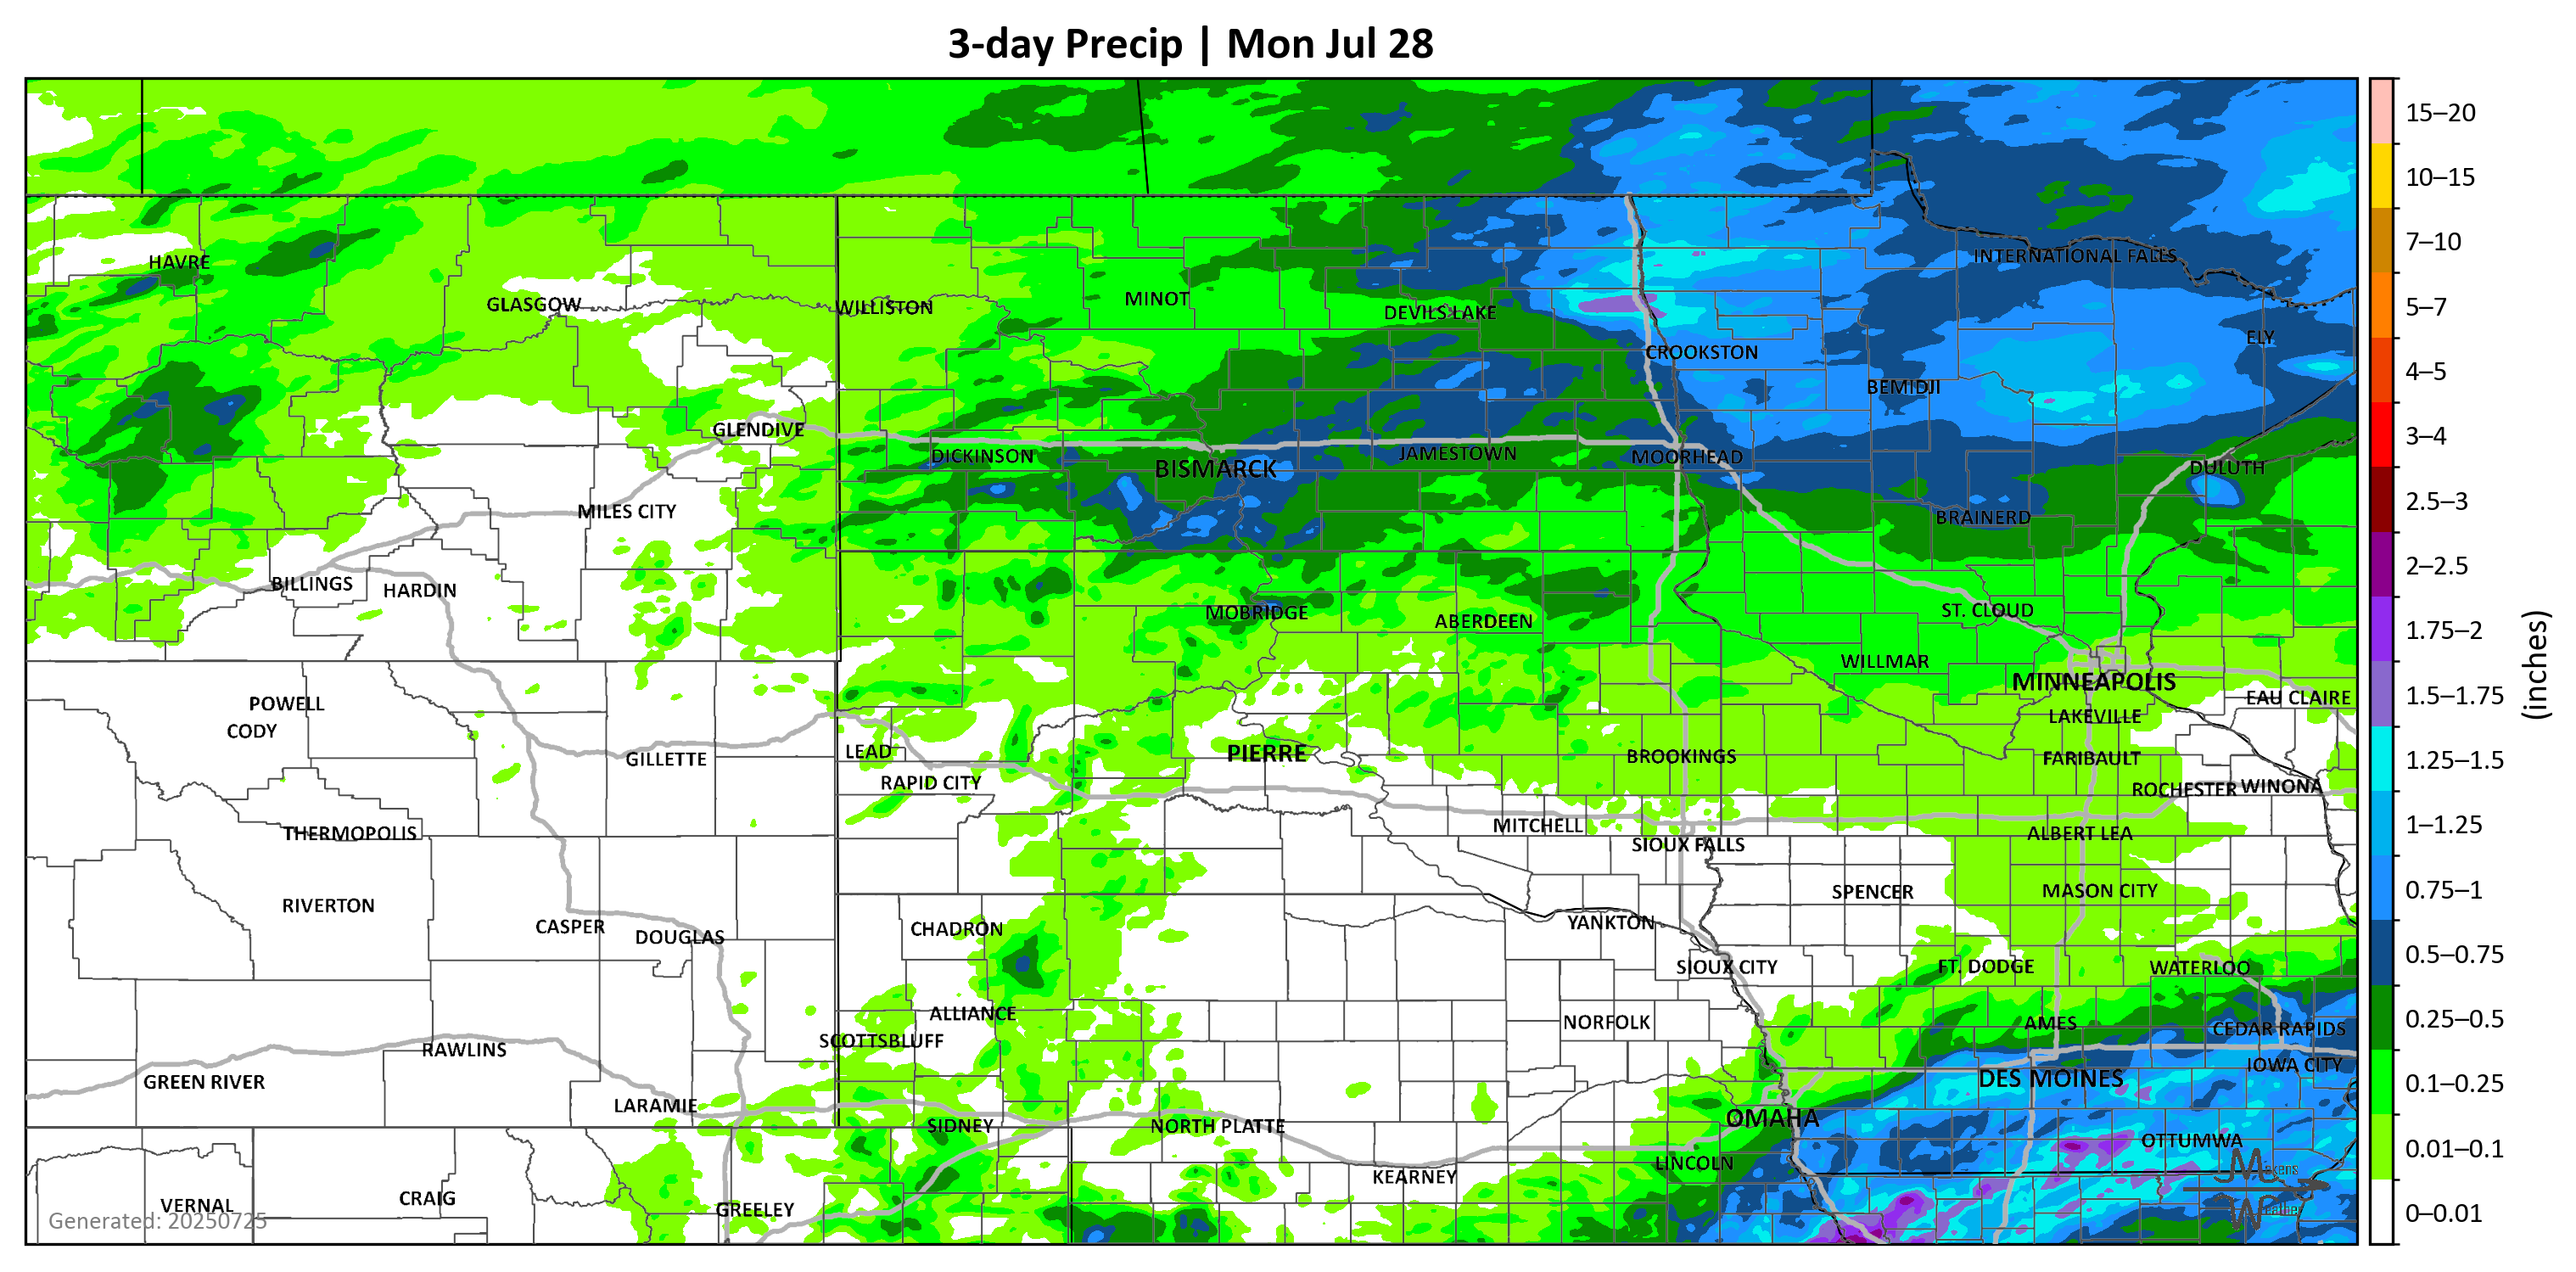 3-day Precip | Mon Jul 28
HAVRE
GLASGOW
WILLISTON
MINOT
DEVILS LAKE
CROOKSTON
INTERNATIONAL FALLS
ELY
BEMIDJI
GLENDIVE
DICKINSON
BISMARCK
JAMESTOWN
MOORHEAD
DULUTH
MILES CITY
BRAINERD
BILLINGS
HARDIN
MOBRIDGE
ABERDEEN
ST. CLOUD
WILLMAR
MINNEAPOLIS
EAU CLAIRE
POWELL
CODY
LAKEVILLE
LEAD
GILLETTE
PIERRE
BROOKINGS
FARIBAULT
RAPID CITY
ROCHESTER
WINONA
THERMOPOLIS
MITCHELL
SIOUX FALLS
ALBERT LEA
RIVERTON
SPENCER
MASON CITY
CASPER
DOUGLAS
CHADRON
YANKTON
SIOUX CITY
FT. DODGE
WATERLOO
ALLIANCE
NORFOLK
AMES
CEDAR RAPIDS
SCOTTSBLUFF
RAWLINS
IOWA CITY
GREEN RIVER
DES MOINES
LARAMIE
SIDNEY
NORTH PLATTE
OMAHA
OTTUMWA
LINCOLN
KEARNEY
VERNAL
CRAIG
GREELEY
Generated: 20250725
15–20
10–15
7–10
5–7
4–5
3–4
2.5–3
2–2.5
1.75–2
1.5–1.75
1.25–1.5
1–1.25
0.75–1
0.5–0.75
0.25–0.5
0.1–0.25
0.01–0.1
0–0.01
(inches)